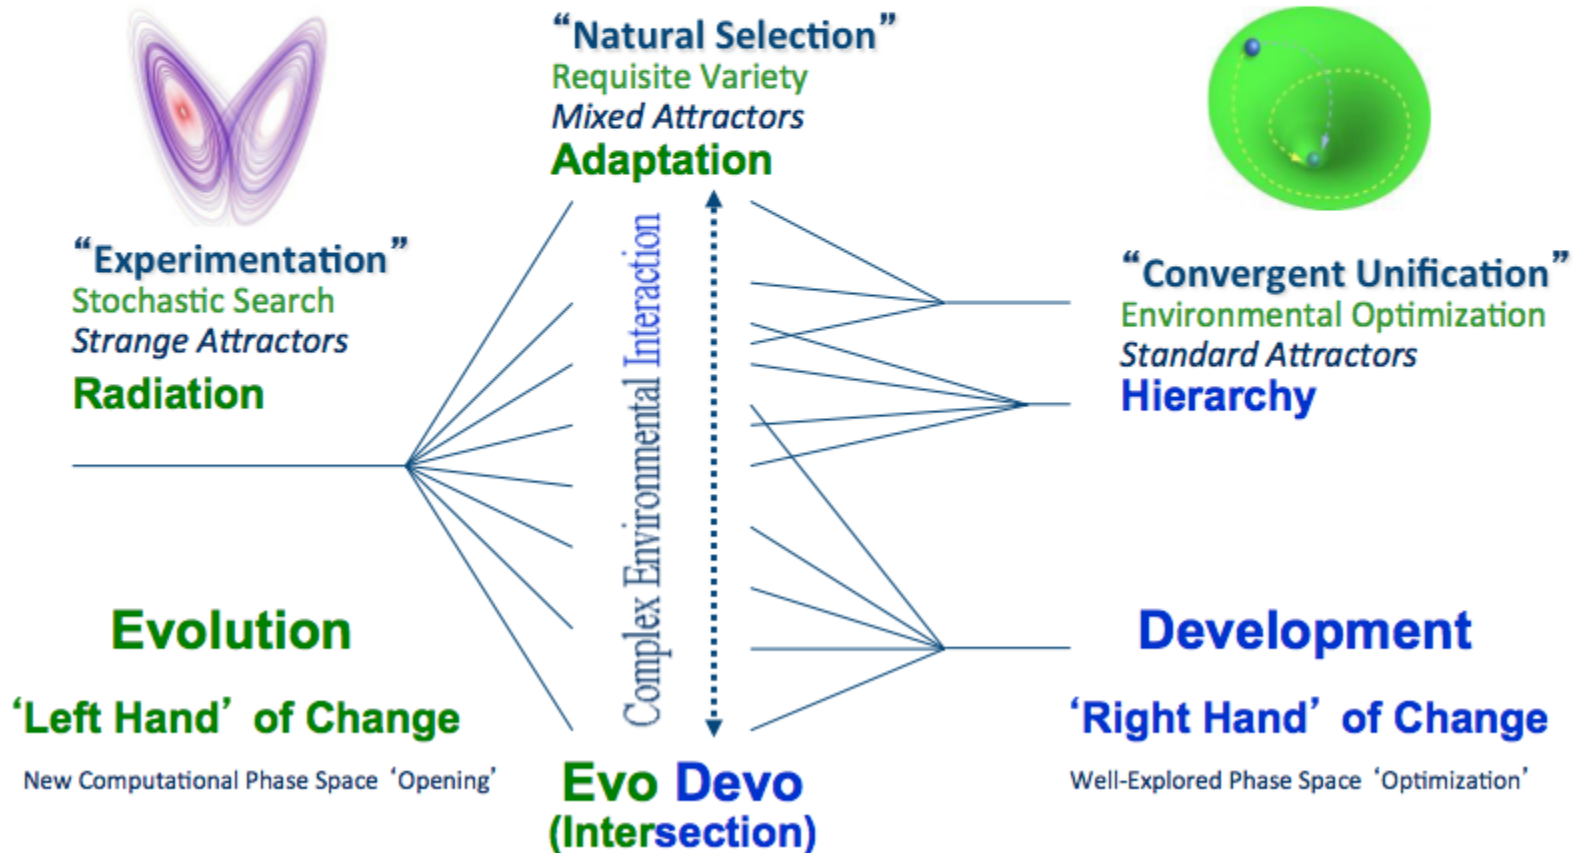 “Experimentation”
Stochastic Search
Strange Attractors
Radiation
Evolution
‘Left Hand’ of Change
New Computational Phase Space ‘Opening’
“Natural Selection”
Requisite Variety
Mixed Attractors
Adaptation
Complex Environmental Interaction
Evo Devo
(Intersection)
“Convergent Unification”
Environmental Optimization
Standard Attractors
Hierarchy
Development
‘Right Hand’ of Change
Well-Explored Phase Space ‘Optimization’